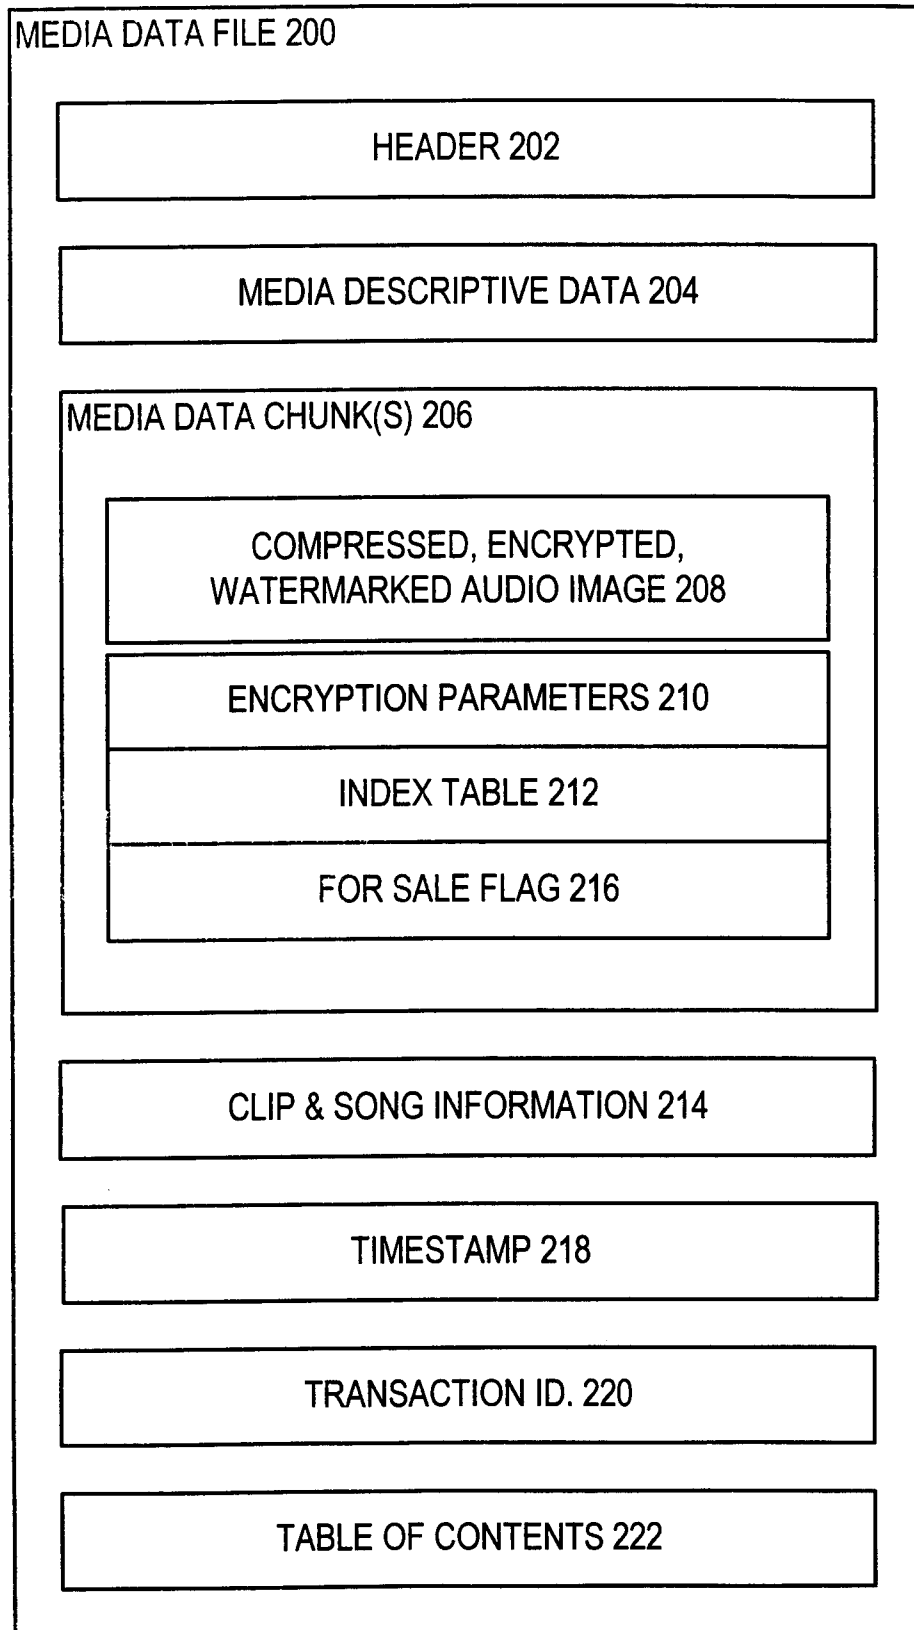 MEDIA DATA FILE 200
HEADER 202
MEDIA DESCRIPTIVE DATA 204
MEDIA DATA CHUNK(S) 206
COMPRESSED, ENCRYPTED,
WATERMARKED AUDIO IMAGE 208
ENCRYPTION PARAMETERS 210
INDEX TABLE 212
FOR SALE FLAG 216
CLIP & SONG INFORMATION 214
TIMESTAMP 218
TRANSACTION ID. 220
TABLE OF CONTENTS 222